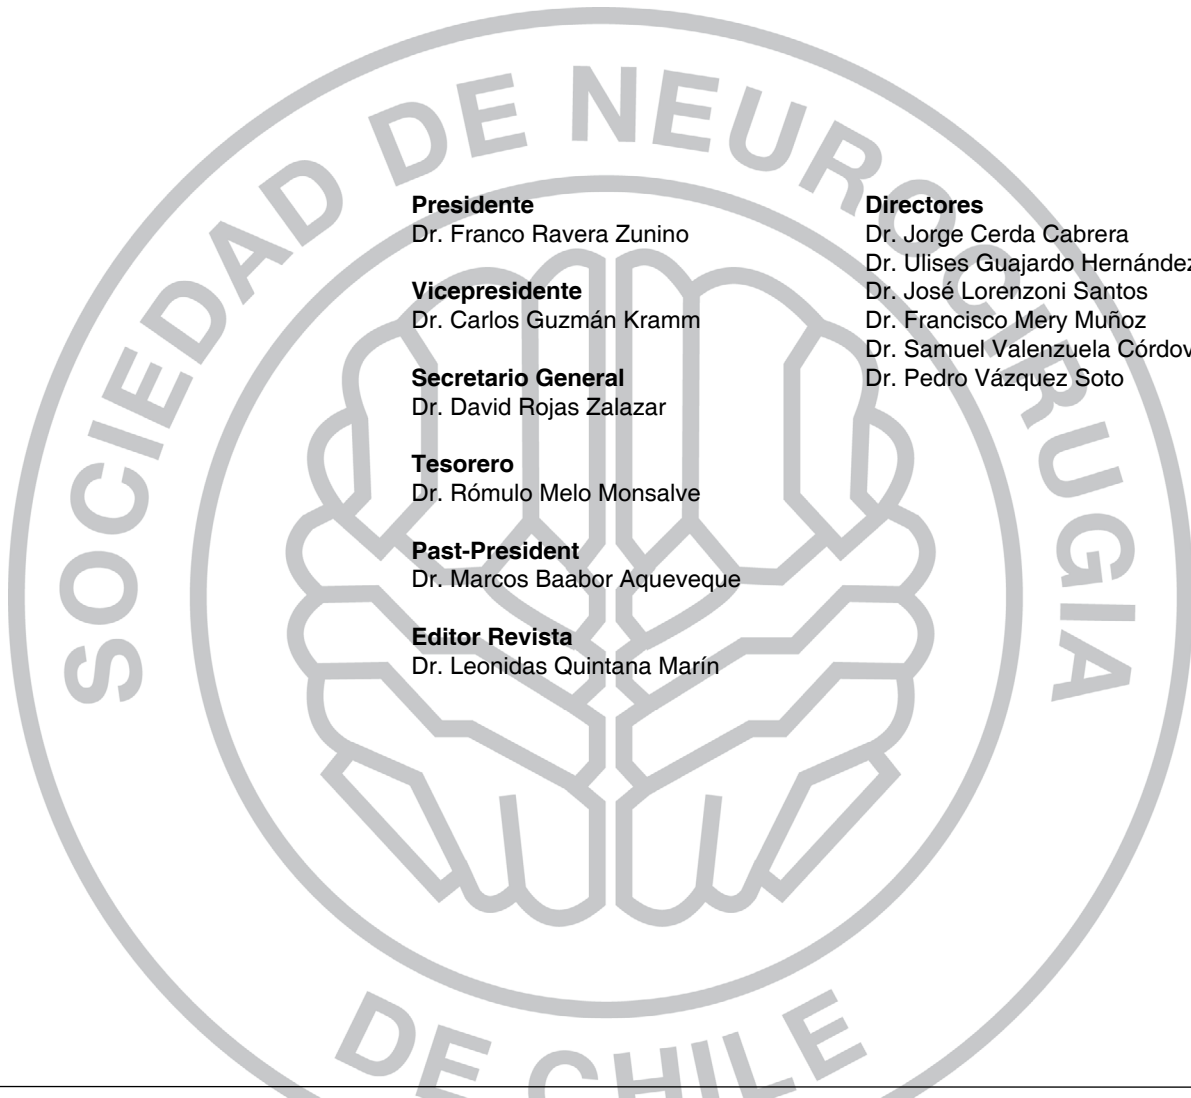 SOCIEDAD DE NEUROCIRUGIA
DE CHILE
Presidente
Dr. Franco Ravera Zunino
Vicepresidente
Dr. Carlos Guzmán Kramm
Secretario General
Dr. David Rojas Zalazar
Tesorero
Dr. Rómulo Melo Monsalve
Past-President
Dr. Marcos Baabor Aqueveque
Editor Revista
Dr. Leonidas Quintana Marín
Directores
Dr. Jorge Cerda Cabrera
Dr. Ulises Guajardo Hernández
Dr. José Lorenzoni Santos
Dr. Francisco Mery Muñoz
Dr. Samuel Valenzuela Córdov
Dr. Pedro Vázquez Soto